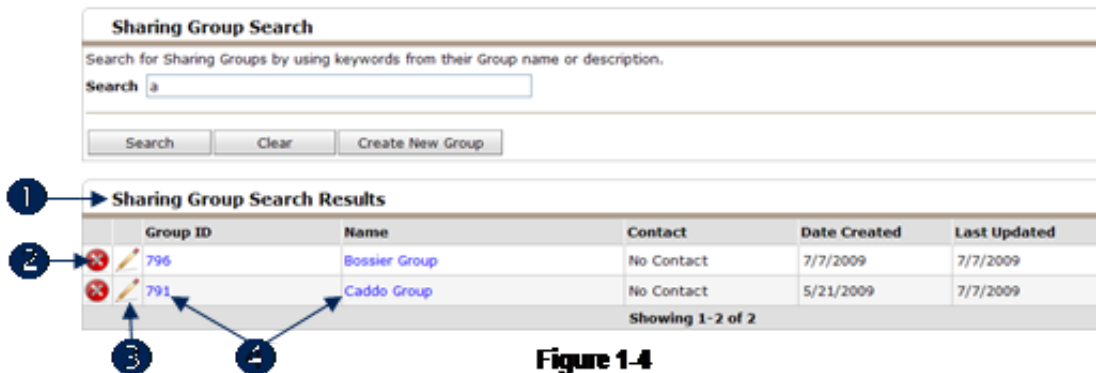 Sharing Group Search
Search for Sharing Groups by using keywords from their Group name or description.
Search a
Search Clear Create New Group
1 Sharing Group Search Results
Group ID Name Contact Date Created Last Updated
2 796 Bossier Group No Contact 7/7/2009 7/7/2009
791 Caddo Group No Contact 5/21/2009 7/7/2009
Showing 1-2 of 2
3 4 Figure 1-4